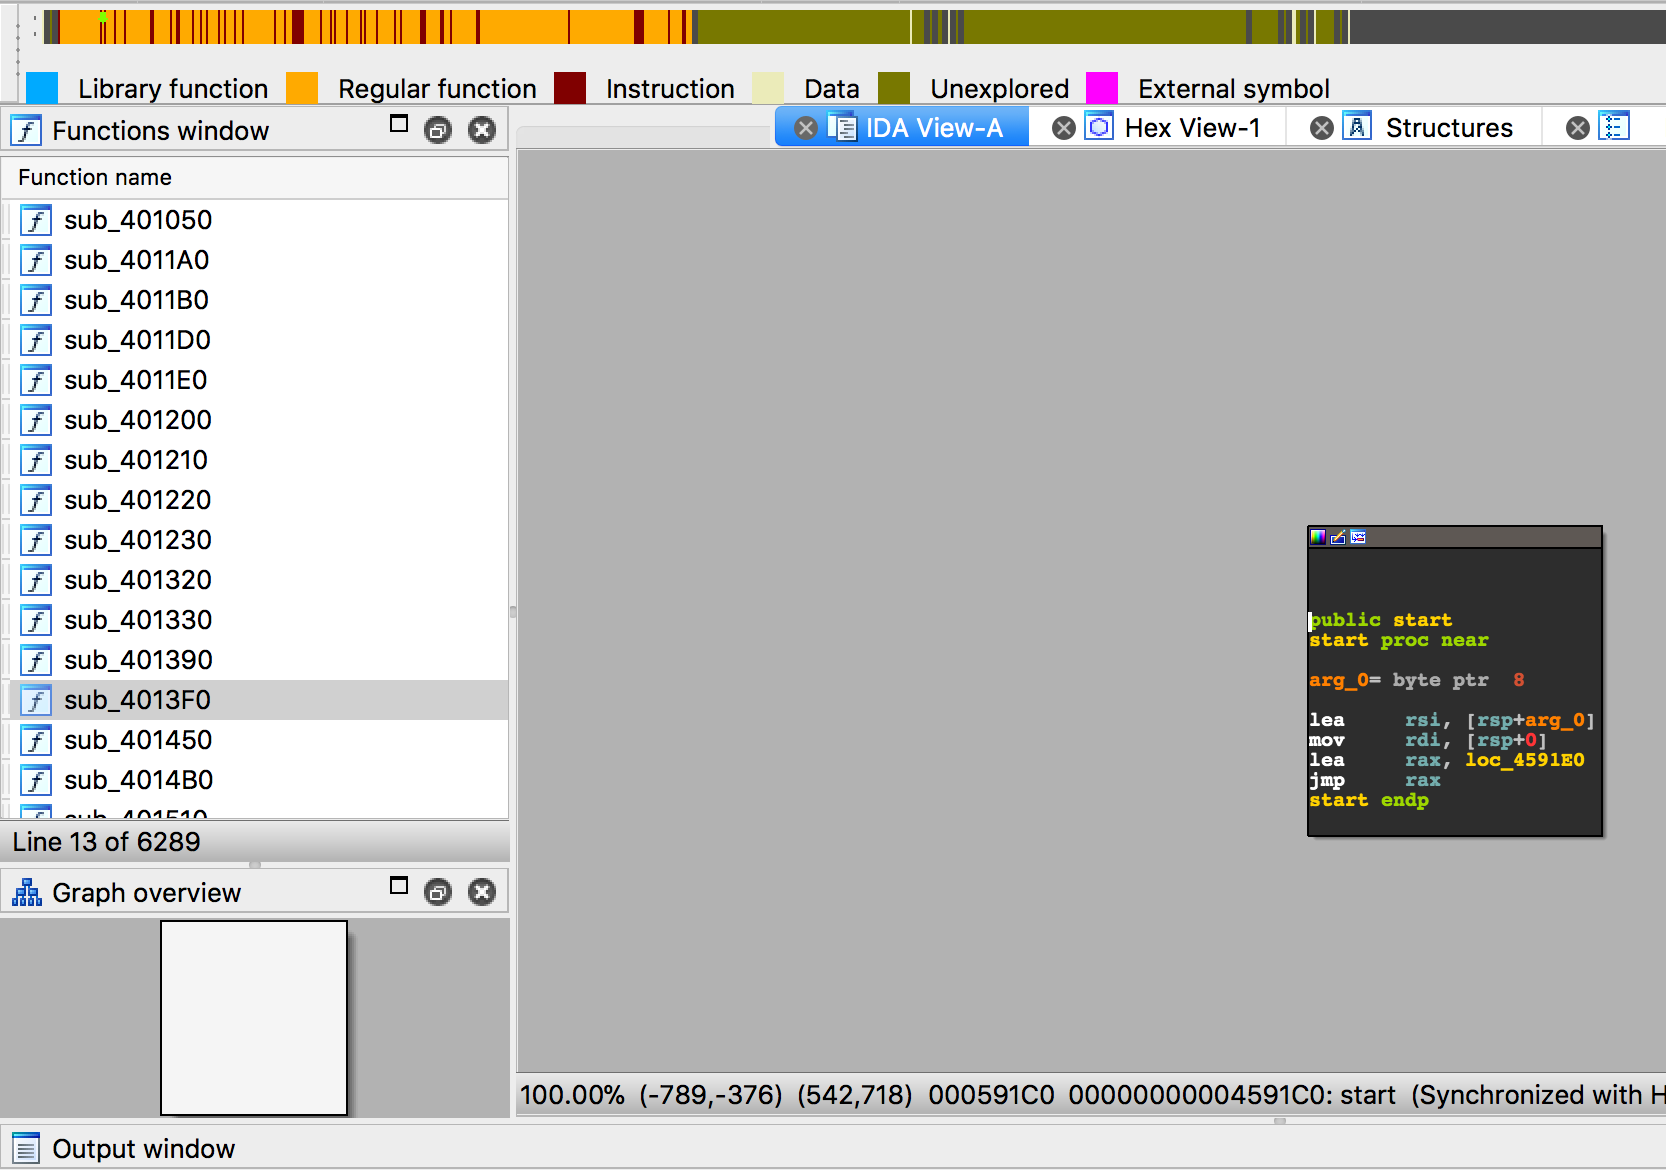 Library function Regular function Instruction Data Unexplored External symbol
Functions window
IDA View-A Hex View-1 Structures
Function name
sub_401050
sub_4011A0
sub_4011B0
sub_4011D0
sub_4011E0
sub_401200
sub_401210
sub_401220
sub_401230
sub_401320
sub_401330
sub_401390
sub_4013F0
sub_401450
sub_4014B0
sub_401510
Line 13 of 6289
Graph overview
public start
start proc near
arg_0= byte ptr 8
lea rsi, [rsp+arg_0]
mov rdi, [rsp+0]
lea rax, loc_4591E0
jmp rax
start endp
100.00% (-789,-376) (542,718) 000591C0 00000000004591C0: start (Synchronized with H
Output window